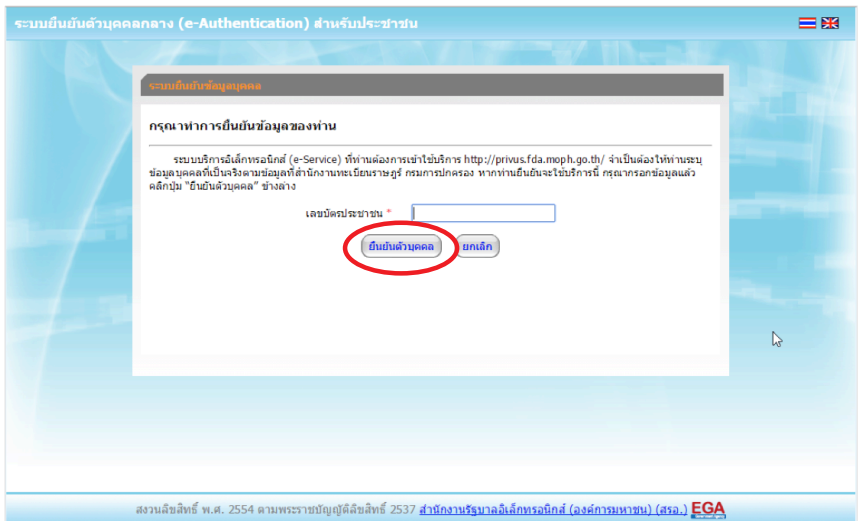 ระบบยืนยันตัวบุคคลกลาง (e-Authentication) สำหรับประชาชน
ระบบยืนยันข้อมูลบุคคล
กรุณาทำการยืนยันข้อมูลของท่าน
ระบบบริการอิเล็กทรอนิกส์ (e-Service) ที่ท่านต้องการเข้าใช้บริการ http://privus.fda.moph.go.th/ จำเป็นต้องให้ท่านระบุ
ข้อมูลบุคคลที่เป็นจริงตามข้อมูลที่สำนักงานทะเบียนราษฎร์ กรมการปกครอง หากท่านยืนยันจะใช้บริการนี้ กรุณากรอกข้อมูลแล้ว
คลิกปุ่ม "ยืนยันตัวบุคคล" ข้างล่าง
เลขบัตรประชาชน *
ยืนยันตัวบุคคล ยกเลิก
สงวนลิขสิทธิ์ พ.ศ. 2554 ตามพระราชบัญญัติลิขสิทธิ์ 2537 สำนักงานรัฐบาลอิเล็กทรอนิกส์ (องค์การมหาชน) (สรอ.) EGA